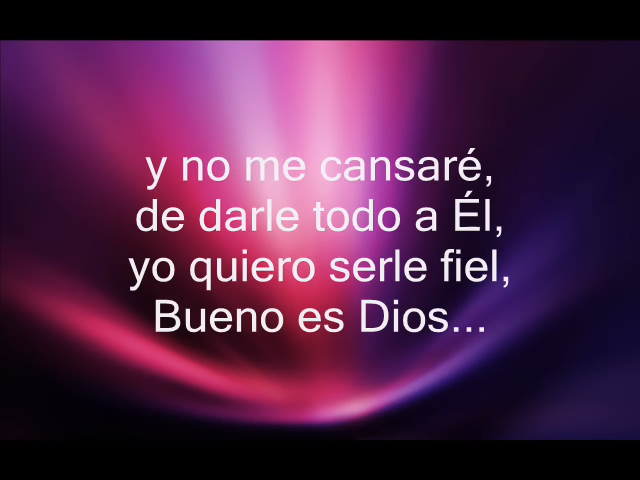 y no me cansaré,
de darle todo a Él,
yo quiero serle fiel,
Bueno es Dios...